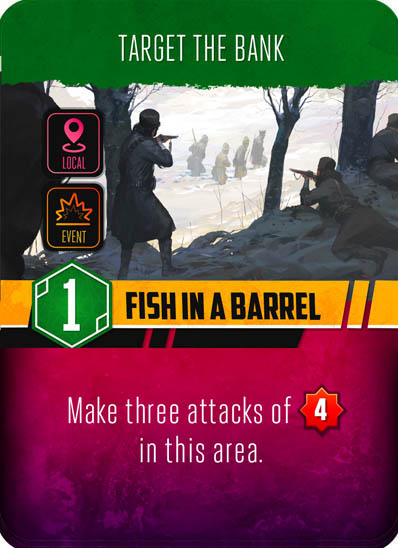 TARGET THE BANK
LOCAL
EVENT
1
FISH IN A BARREL
Make three attacks of 4
in this area.